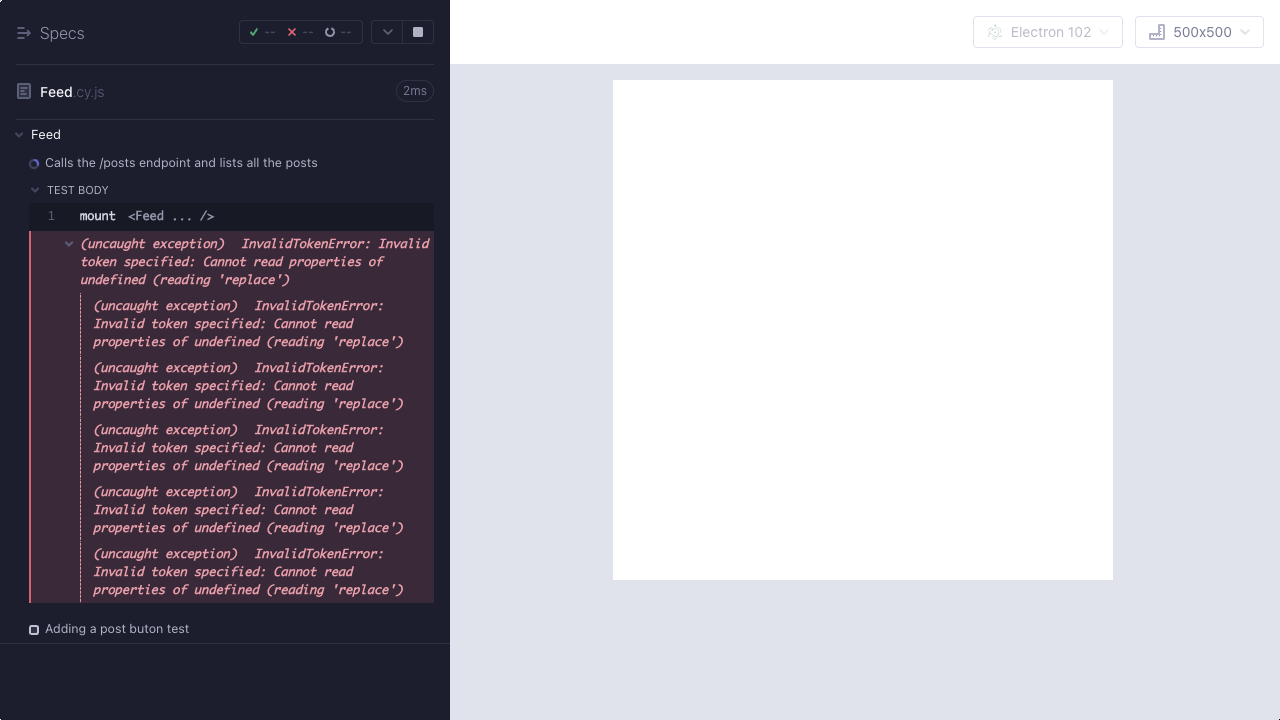 Specs
--
--
--
Electron 102
500x500
Feed.cy.js
2ms
Feed
Calls the /posts endpoint and lists all the posts
TEST BODY
1 mount <Feed ... />
(uncaught exception) InvalidTokenError: Invalid
token specified: Cannot read properties of
undefined (reading 'replace')
(uncaught exception) InvalidTokenError:
Invalid token specified: Cannot read
properties of undefined (reading 'replace')
(uncaught exception) InvalidTokenError:
Invalid token specified: Cannot read
properties of undefined (reading 'replace')
(uncaught exception) InvalidTokenError:
Invalid token specified: Cannot read
properties of undefined (reading 'replace')
(uncaught exception) InvalidTokenError:
Invalid token specified: Cannot read
properties of undefined (reading 'replace')
(uncaught exception) InvalidTokenError:
Invalid token specified: Cannot read
properties of undefined (reading 'replace')
Adding a post buton test